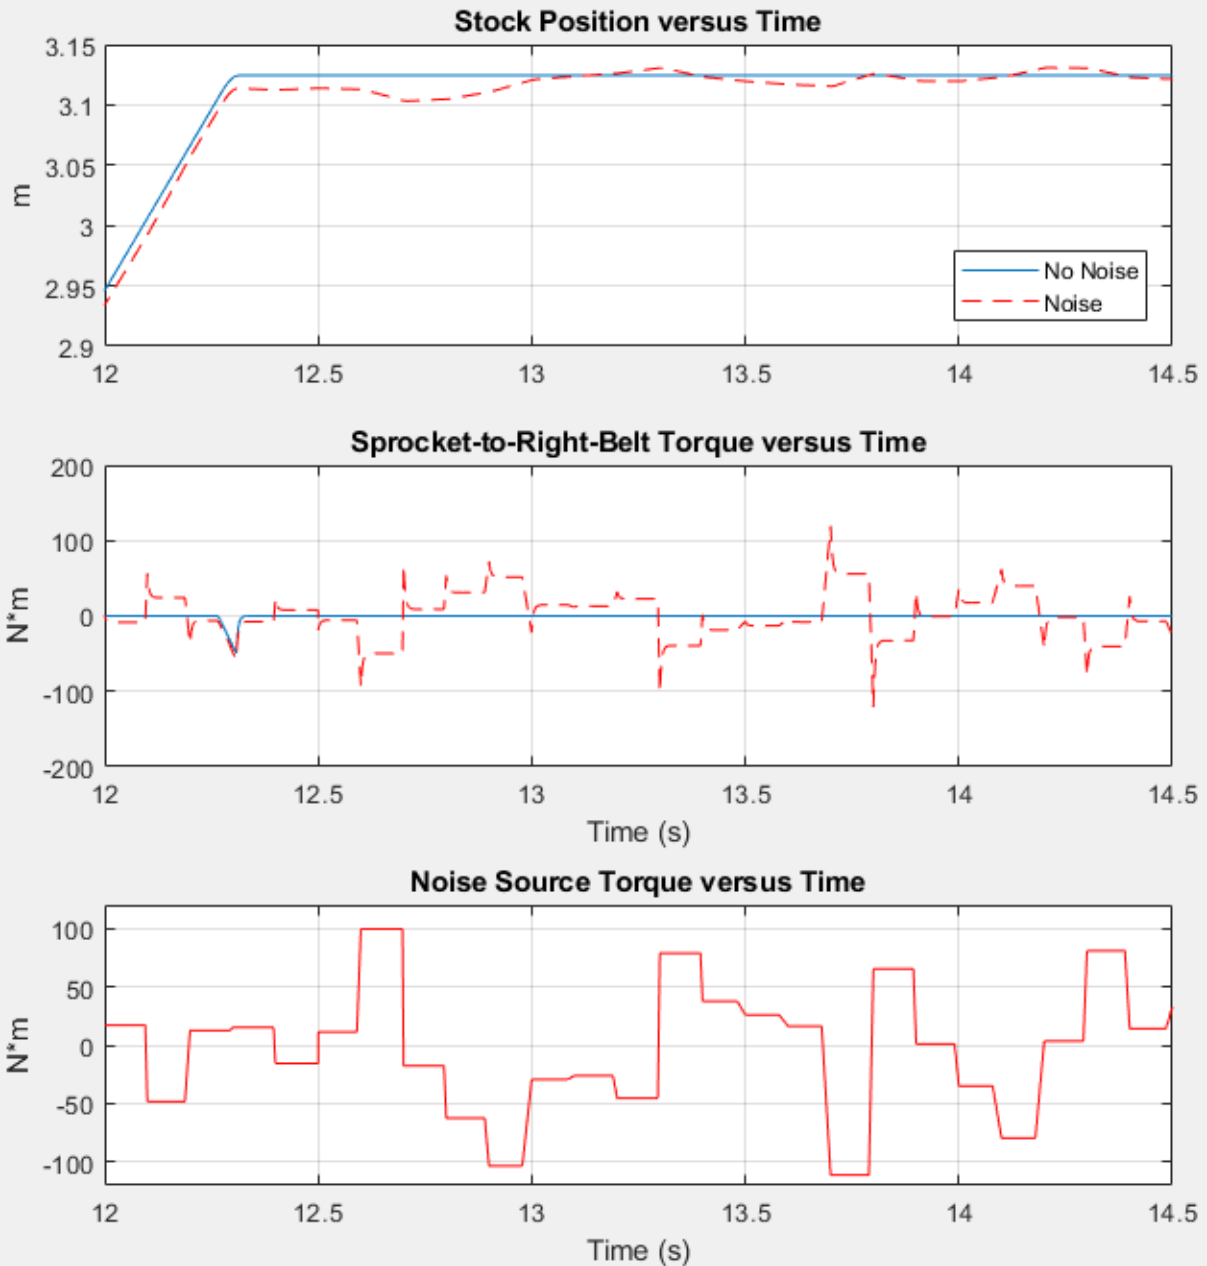 Stock Position versus Time
3.15
3.1
3.05
3
2.95
2.9
m
No Noise
Noise
12 12.5 13 13.5 14 14.5
Sprocket-to-Right-Belt Torque versus Time
200
100
0
-100
-200
N*m
12 12.5 13 13.5 14 14.5
Time (s)
Noise Source Torque versus Time
100
50
0
-50
-100
N*m
12 12.5 13 13.5 14 14.5
Time (s)